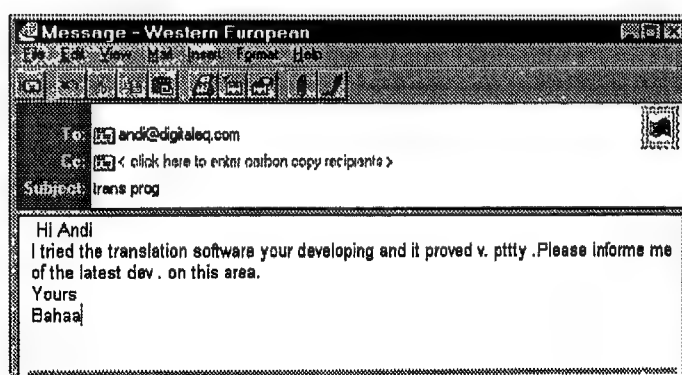 Message - Western European
File Edit View Mail Insert Format Help
To: andi@digitaleq.com
Cc: < click here to enter carbon copy recipients >
Subject: trans prog
Hi Andi
I tried the translation software your developing and it proved v. pttty .Please informe me
of the latest dev . on this area.
Yours
Bahaa